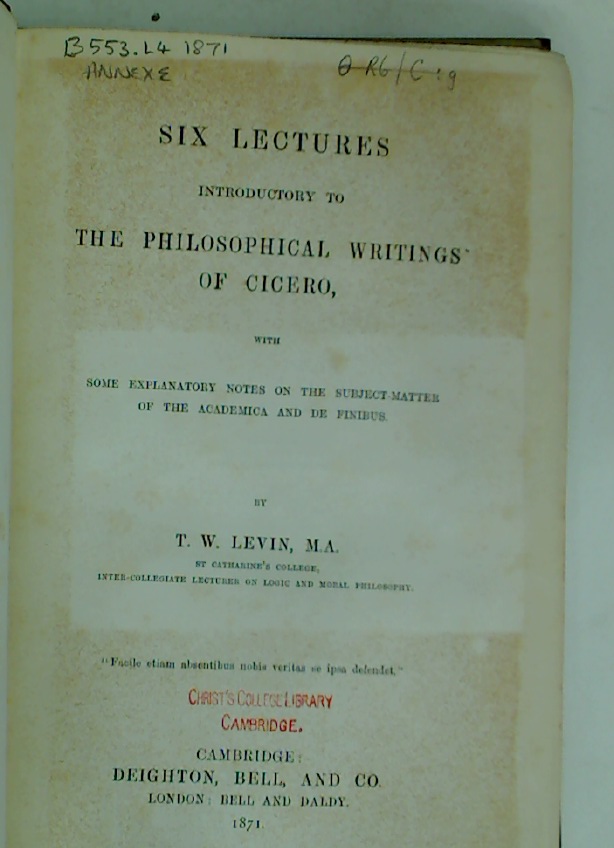 B553.L4 1871
ANNEXE
θ RG/C:9
SIX LECTURES
INTRODUCTORY TO
THE PHILOSOPHICAL WRITINGS
OF CICERO,
WITH
SOME EXPLANATORY NOTES ON THE SUBJECT-MATTER
OF THE ACADEMICA AND DE FINIBUS.
BY
T. W. LEVIN, M.A.
ST CATHARINE'S COLLEGE,
INTER-COLLEGIATE LECTURER ON LOGIC AND MORAL PHILOSOPHY.
"Facile etiam absentibus nobis veritas se ipsa defendet."
CHRIST'S COLLEGE LIBRARY
CAMBRIDGE.
CAMBRIDGE:
DEIGHTON, BELL, AND CO.
LONDON: BELL AND DALDY.
1871.